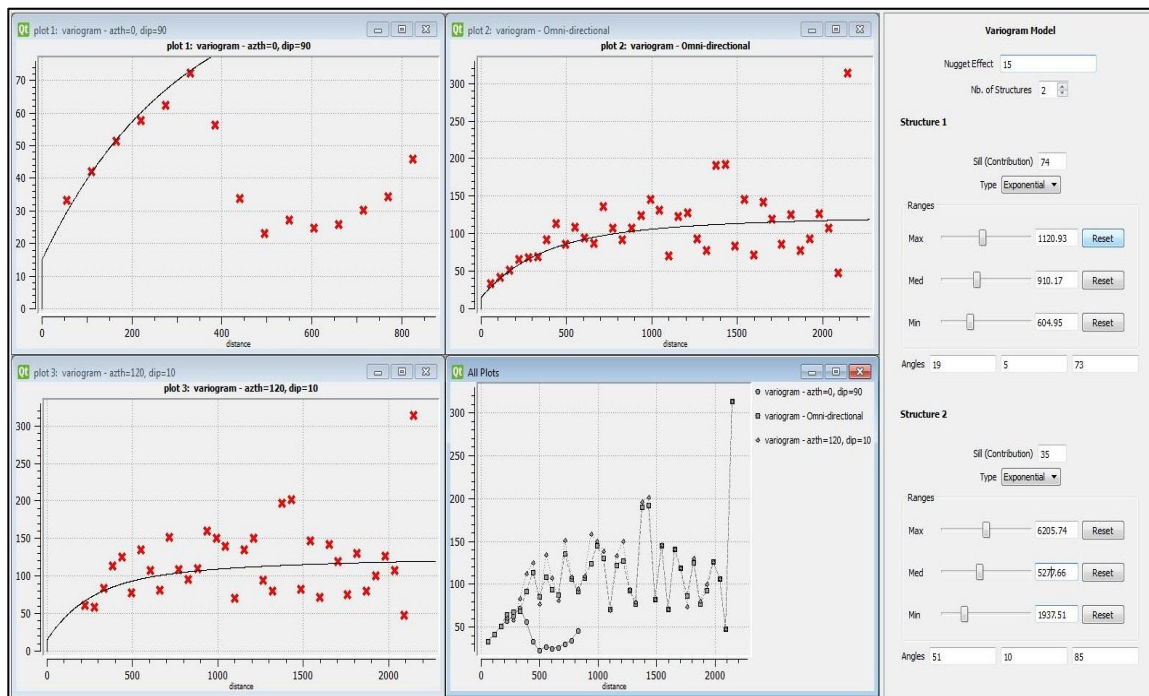 plot 1: variogram - azth=0, dip=90
plot 1: variogram - azth=0, dip=90
70
60
50
40
30
20
10
0
0 200 400 600 800
distance
plot 2: variogram - Omni-directional
plot 2: variogram - Omni-directional
300
250
200
150
100
50
0
0 500 1000 1500 2000
distance
plot 3: variogram - azth=120, dip=10
plot 3: variogram - azth=120, dip=10
300
250
200
150
100
50
0
0 500 1000 1500 2000
distance
All Plots
variogram - azth=0, dip=90
variogram - Omni-directional
variogram - azth=120, dip=10
300
250
200
150
100
50
0 500 1000 1500 2000
distance
Variogram Model
Nugget Effect 15
Nb. of Structures 2
Structure 1
Sill (Contribution) 74
Type Exponential
Ranges
Max 1120.93 Reset
Med 910.17 Reset
Min 604.95 Reset
Angles 19 5 73
Structure 2
Sill (Contribution) 35
Type Exponential
Ranges
Max 6205.74 Reset
Med 5277.66 Reset
Min 1937.51 Reset
Angles 51 10 85